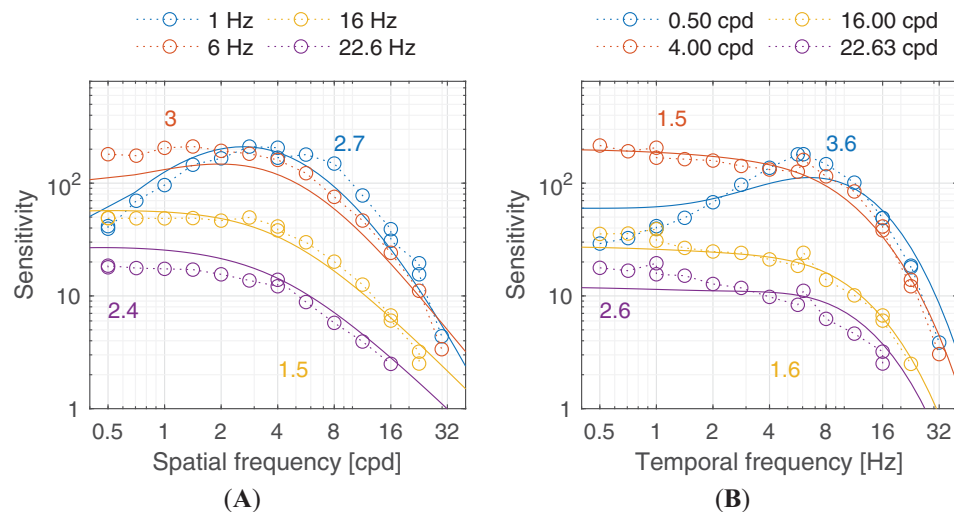 1 Hz 16 Hz
6 Hz 22.6 Hz
0.50 cpd 16.00 cpd
4.00 cpd 22.63 cpd
Sensitivity
10²
10
1
3
2.7
2.4
1.5
0.5 1 2 4 8 16 32
Spatial frequency [cpd]
(A)
Sensitivity
10²
10
1
1.5
3.6
2.6
1.6
0.5 1 2 4 8 16 32
Temporal frequency [Hz]
(B)